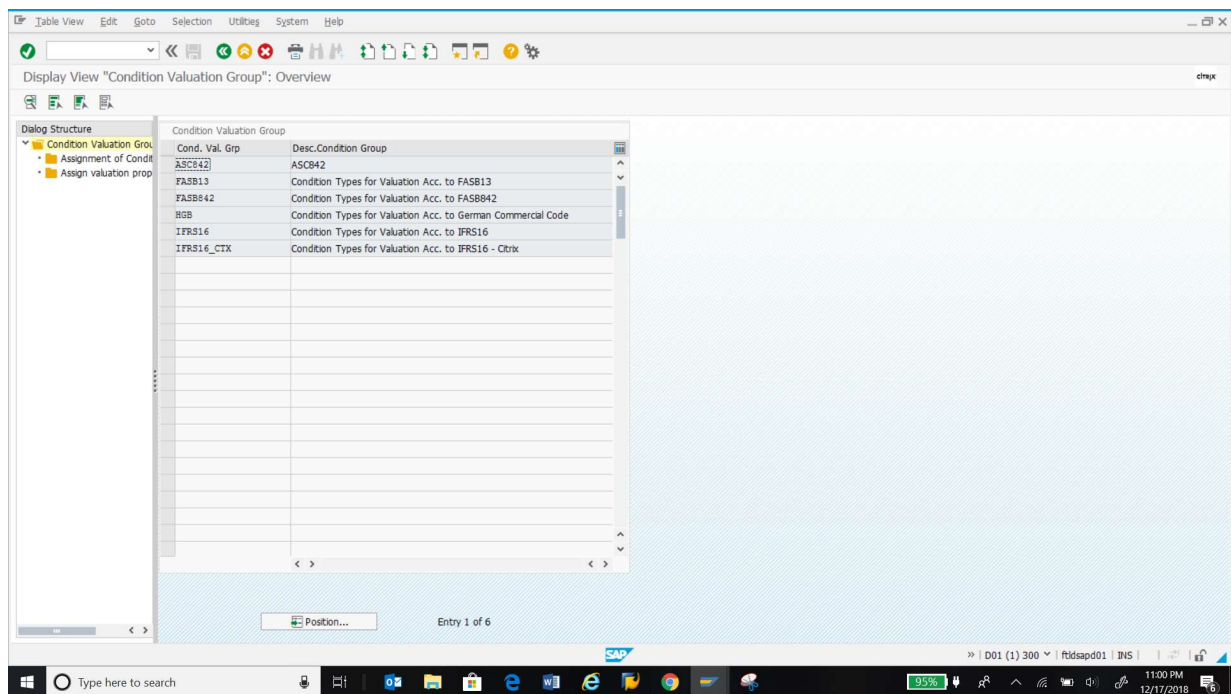 Table View Edit Goto Selection Utilities System Help
Display View "Condition Valuation Group": Overview
citrix
Dialog Structure
Condition Valuation Grou
Assignment of Condit
Assign valuation prop
Condition Valuation Group
Cond. Val. Grp Desc.Condition Group
ASC842 ASC842
FASB13 Condition Types for Valuation Acc. to FASB13
FASB842 Condition Types for Valuation Acc. to FASB842
HGB Condition Types for Valuation Acc. to German Commercial Code
IFRS16 Condition Types for Valuation Acc. to IFRS16
IFRS16_CTX Condition Types for Valuation Acc. to IFRS16 - Citrix
Position... Entry 1 of 6
SAP » | D01 (1) 300 | ftldsapd01 | INS |
Type here to search 95% 11:00 PM
12/17/2018